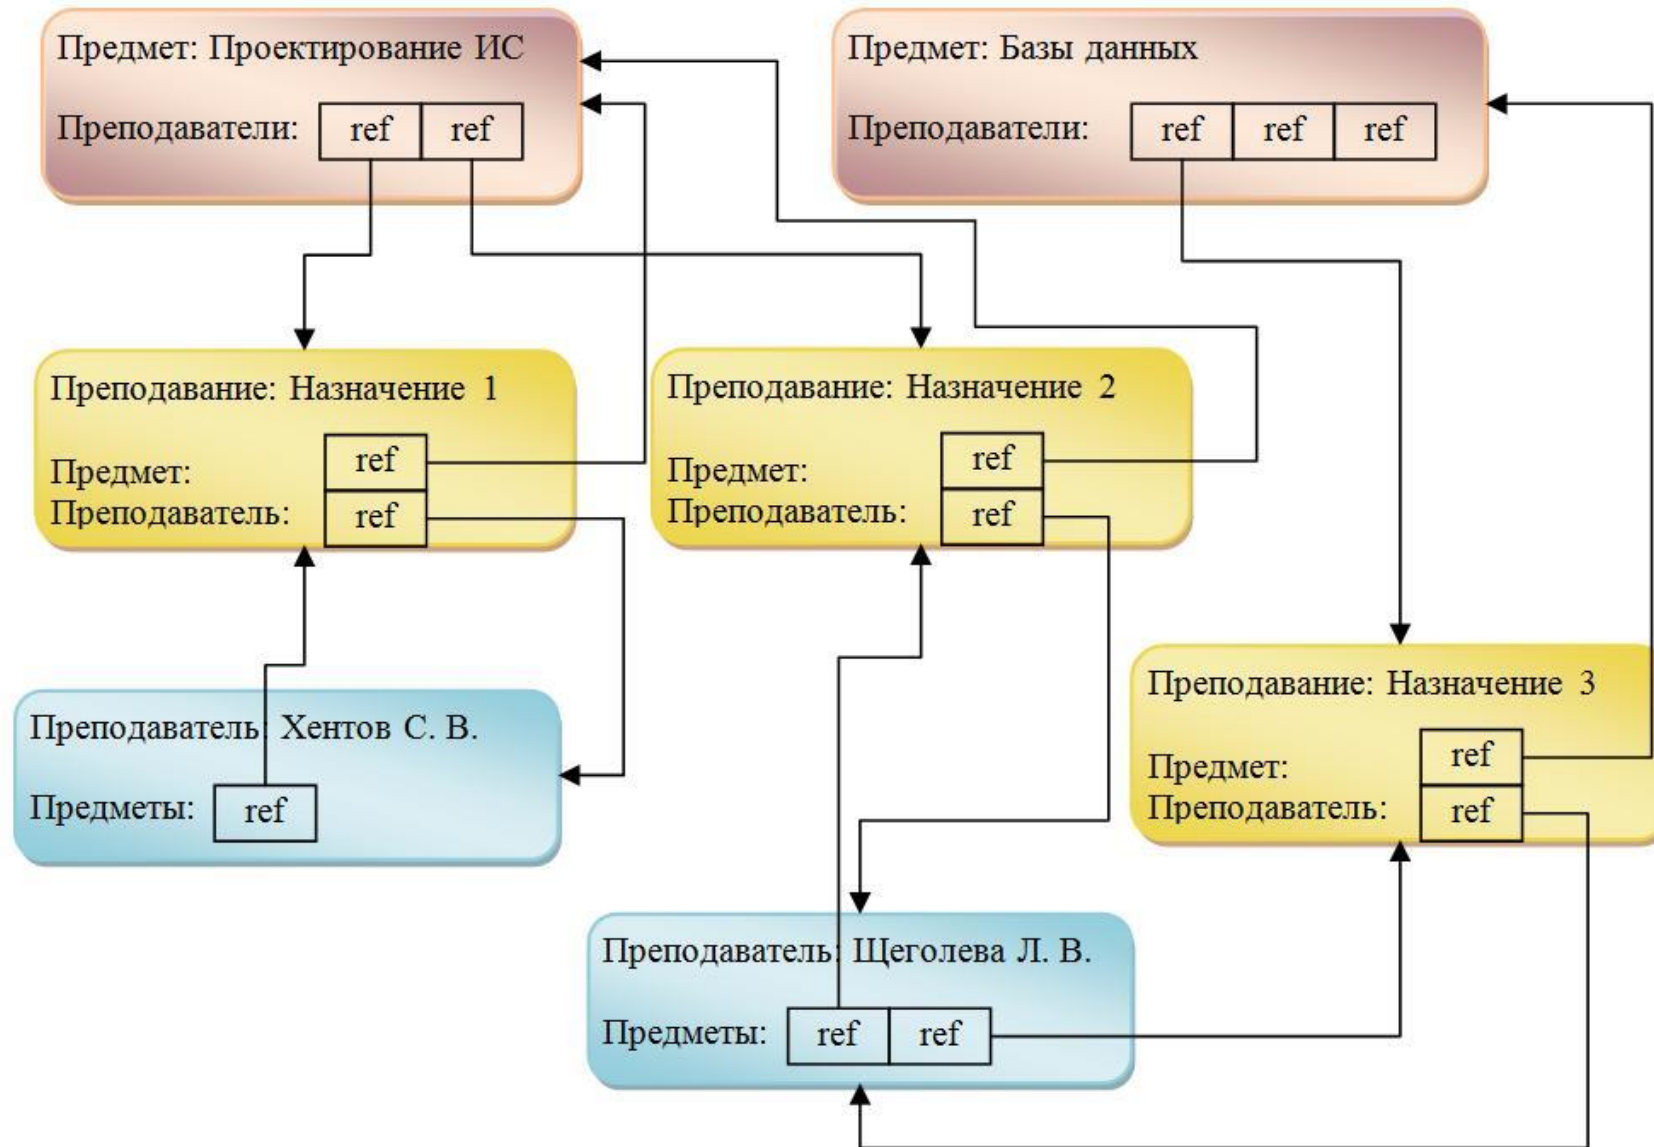 Предмет: Проектирование ИС
Преподаватели: ref ref
Предмет: Базы данных
Преподаватели: ref ref ref
Преподавание: Назначение 1
Предмет: ref
Преподаватель: ref
Преподавание: Назначение 2
Предмет: ref
Преподаватель: ref
Преподавание: Назначение 3
Предмет: ref
Преподаватель: ref
Преподаватель: Хентов С. В.
Предметы: ref
Преподаватель: Щеголева Л. В.
Предметы: ref ref